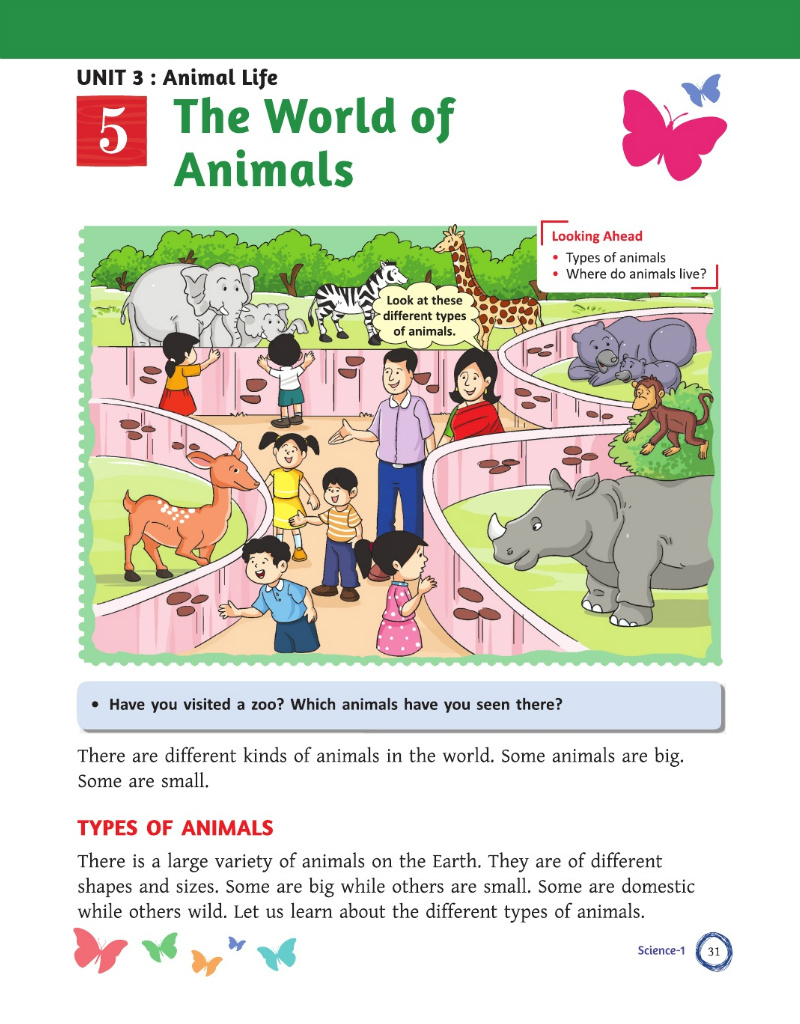 UNIT 3 : Animal Life
5
The World of
Animals
Looking Ahead
• Types of animals
• Where do animals live?
Look at these
different types
of animals.
• Have you visited a zoo? Which animals have you seen there?
There are different kinds of animals in the world. Some animals are big.
Some are small.
TYPES OF ANIMALS
There is a large variety of animals on the Earth. They are of different
shapes and sizes. Some are big while others are small. Some are domestic
while others wild. Let us learn about the different types of animals.
Science-1
31